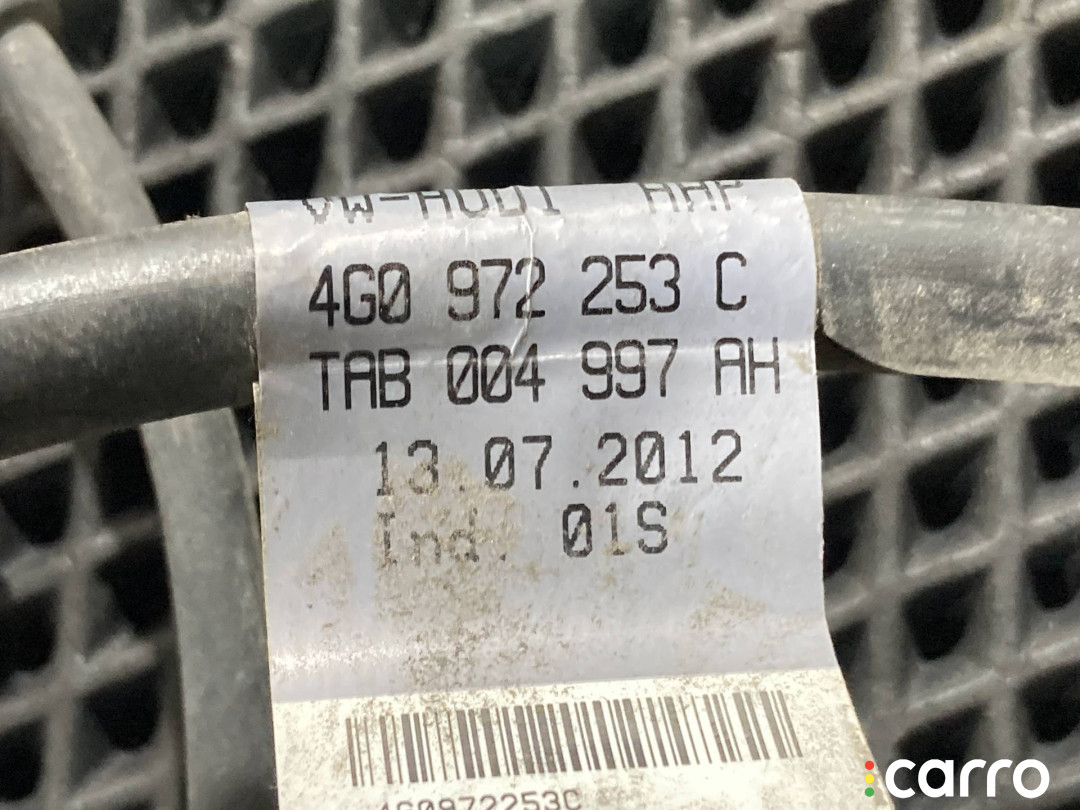 VW-AUDI AAP
4G0 972 253 C
TAB 004 997 AH
13.07.2012
Ind. 01S
4G0972253C
carro